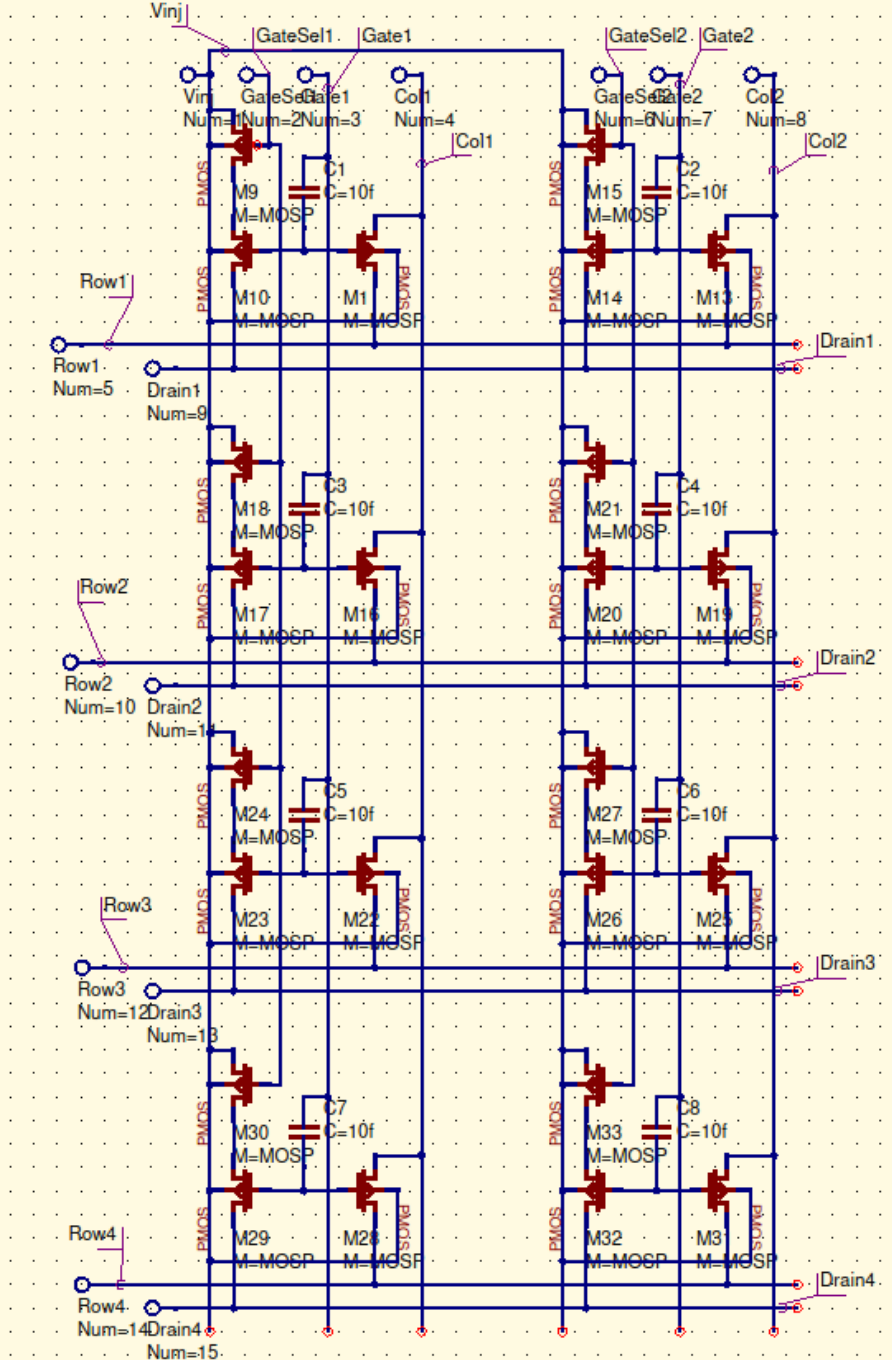 Vinj
GateSel1
Gate1
GateSel2
Gate2
Vinj
Num=1
GateSel1
Num=2
Gate1
Num=3
Col1
Num=4
GateSel2
Num=6
Gate2
Num=7
Col2
Num=8
Col1
Col2
PMOS
M9
M=MOSP
C1
C=10f
PMOS
M15
M=MOSP
C2
C=10f
PMOS
M10
M=MOSP
M1
M=MOSP
PMOS
PMOS
M14
M=MOSP
M13
M=MOSP
PMOS
Row1
Row1
Num=5
Drain1
Num=9
Drain1
PMOS
M18
M=MOSP
C3
C=10f
PMOS
M21
M=MOSP
C4
C=10f
PMOS
M17
M=MOSP
M16
M=MOSP
PMOS
PMOS
M20
M=MOSP
M19
M=MOSP
PMOS
Row2
Row2
Num=10
Drain2
Num=11
Drain2
PMOS
M24
M=MOSP
C5
C=10f
PMOS
M27
M=MOSP
C6
C=10f
PMOS
M23
M=MOSP
M22
M=MOSP
PMOS
PMOS
M26
M=MOSP
M25
M=MOSP
PMOS
Row3
Row3
Num=12
Drain3
Num=13
Drain3
PMOS
M30
M=MOSP
C7
C=10f
PMOS
M33
M=MOSP
C8
C=10f
PMOS
M29
M=MOSP
M28
M=MOSP
PMOS
PMOS
M32
M=MOSP
M31
M=MOSP
PMOS
Row4
Row4
Num=14
Drain4
Num=15
Drain4